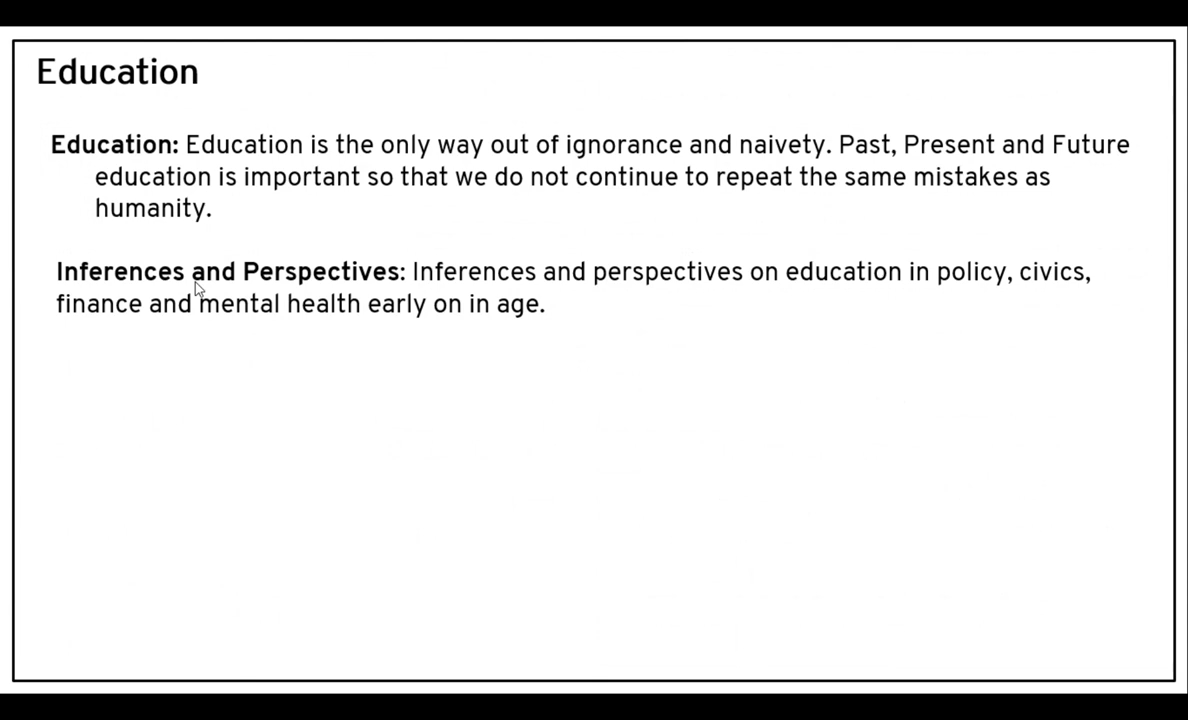 Education
Education: Education is the only way out of ignorance and naivety. Past, Present and Future
education is important so that we do not continue to repeat the same mistakes as
humanity.
Inferences and Perspectives: Inferences and perspectives on education in policy, civics,
finance and mental health early on in age.